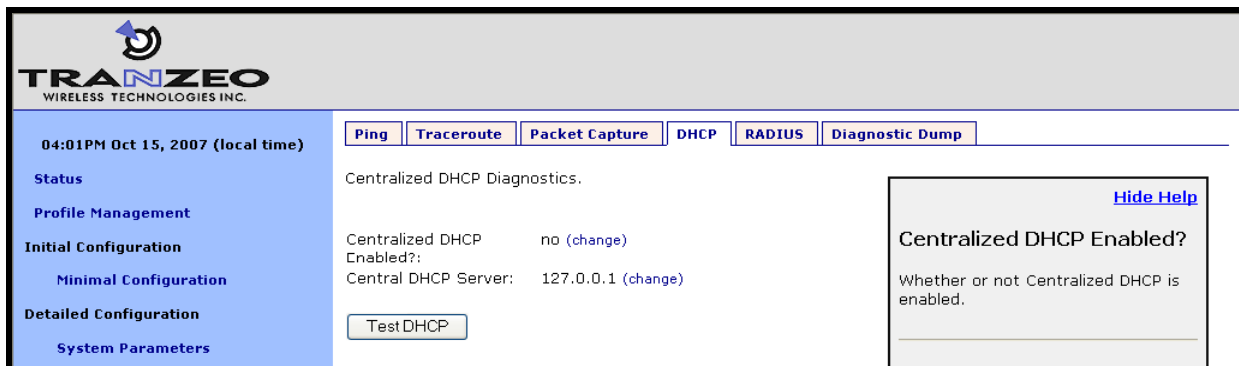 TRANZEO
WIRELESS TECHNOLOGIES INC.
04:01PM Oct 15, 2007 (local time)
Status
Profile Management
Initial Configuration
Minimal Configuration
Detailed Configuration
System Parameters
Ping Traceroute Packet Capture DHCP RADIUS Diagnostic Dump
Centralized DHCP Diagnostics.
Centralized DHCP no (change)
Enabled?:
Central DHCP Server: 127.0.0.1 (change)
Test DHCP
Hide Help
Centralized DHCP Enabled?
Whether or not Centralized DHCP is
enabled.